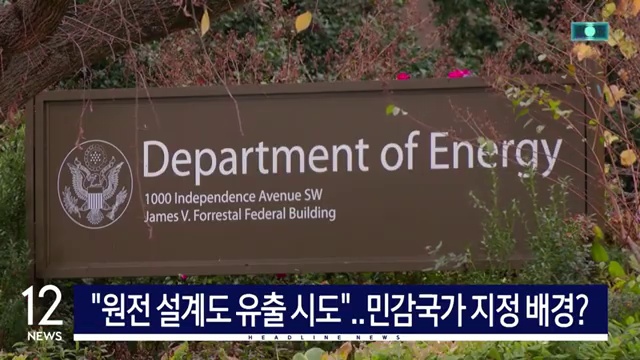 Department of Energy
1000 Independence Avenue SW
James V. Forrestal Federal Building
12
NEWS
"원전 설계도 유출 시도"..민감국가 지정 배경?
HEADLINE NEWS